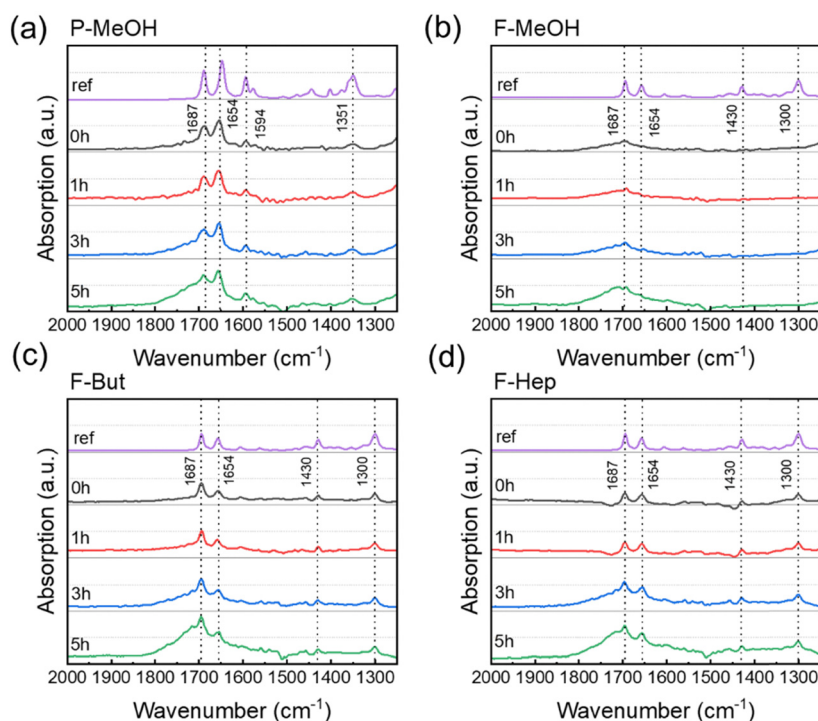 (a) P-MeOH
Absorption (a.u.)
ref
0h
1h
3h
5h
1687
1654
1594
1351
2000 1900 1800 1700 1600 1500 1400 1300
Wavenumber (cm⁻¹)
(b) F-MeOH
Absorption (a.u.)
ref
0h
1h
3h
5h
1687
1654
1430
1300
2000 1900 1800 1700 1600 1500 1400 1300
Wavenumber (cm⁻¹)
(c) F-But
Absorption (a.u.)
ref
0h
1h
3h
5h
1687
1654
1430
1300
2000 1900 1800 1700 1600 1500 1400 1300
Wavenumber (cm⁻¹)
(d) F-Hep
Absorption (a.u.)
ref
0h
1h
3h
5h
1687
1654
1430
1300
2000 1900 1800 1700 1600 1500 1400 1300
Wavenumber (cm⁻¹)